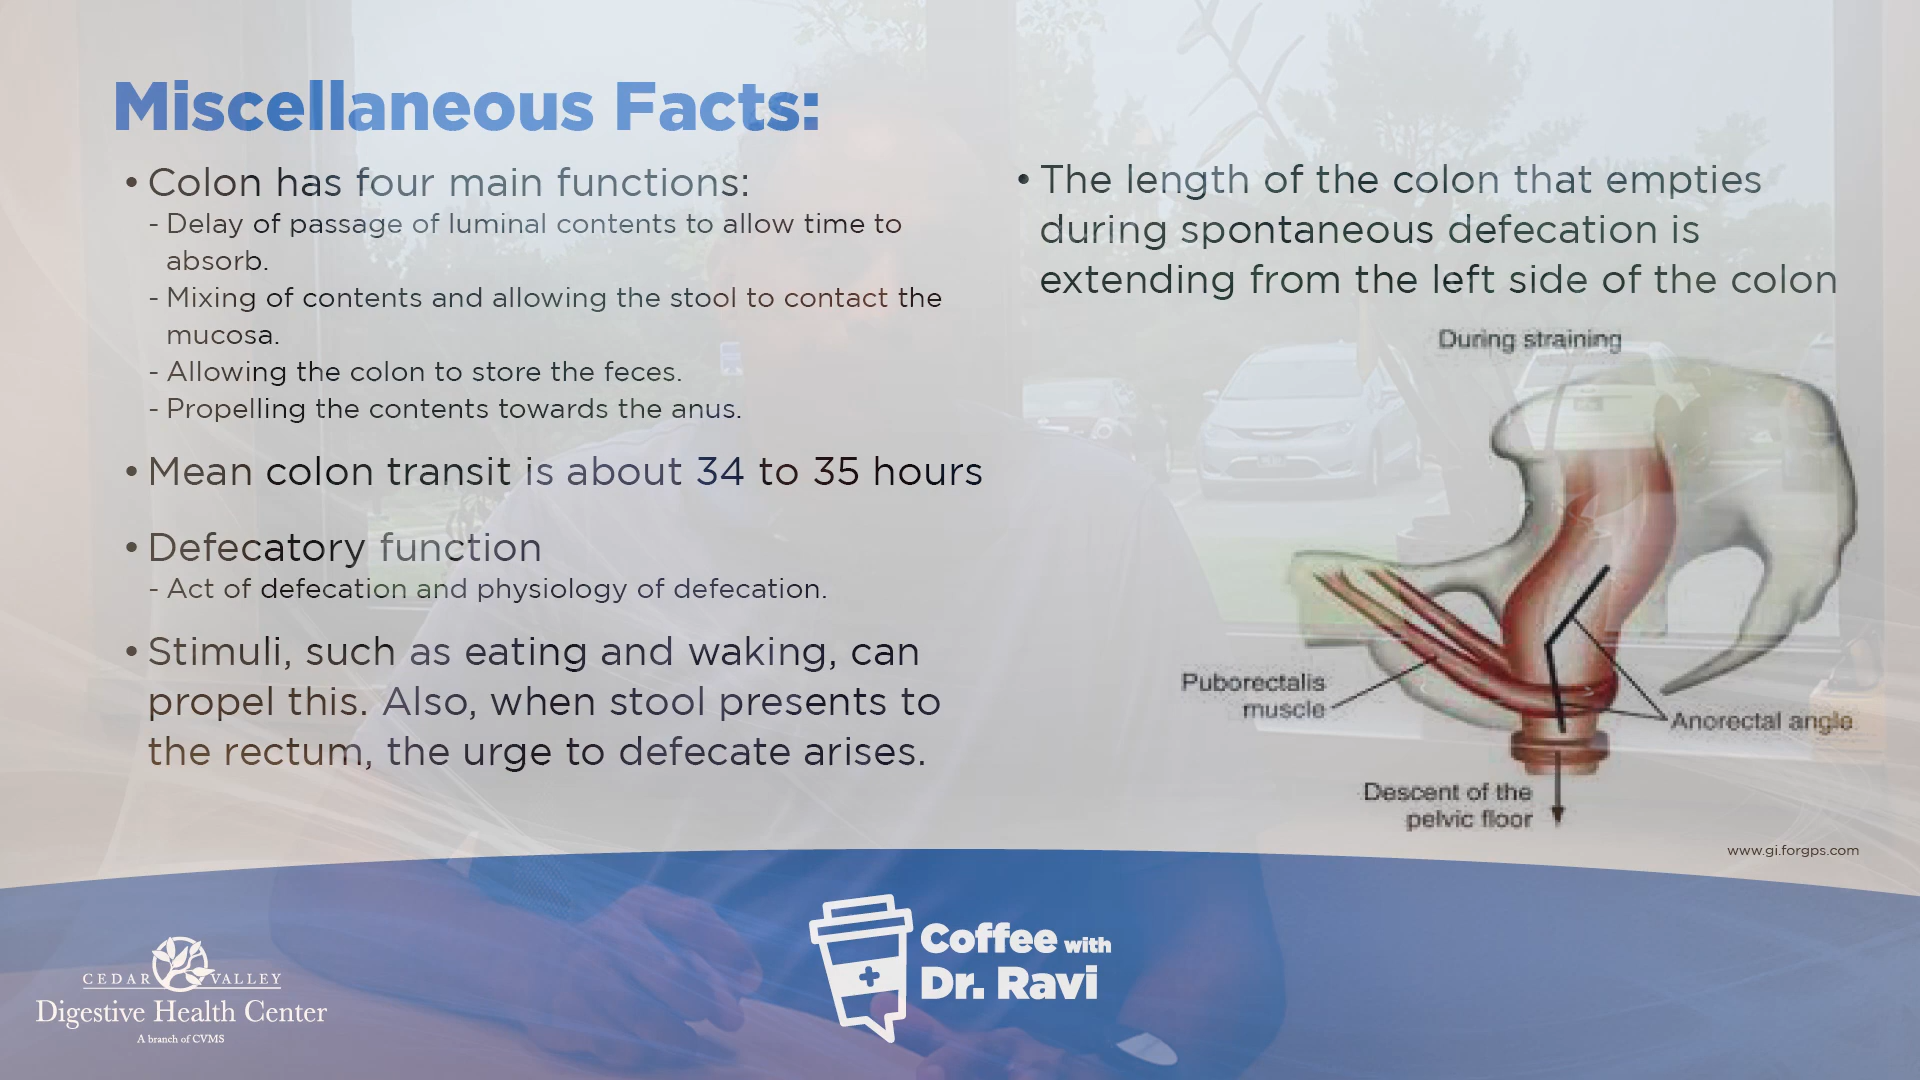 Miscellaneous Facts:
• Colon has four main functions:
- Delay of passage of luminal contents to allow time to
absorb.
- Mixing of contents and allowing the stool to contact the
mucosa.
- Allowing the colon to store the feces.
- Propelling the contents towards the anus.
• Mean colon transit is about 34 to 35 hours
• Defecatory function
- Act of defecation and physiology of defecation.
• Stimuli, such as eating and waking, can
propel this. Also, when stool presents to
the rectum, the urge to defecate arises.
• The length of the colon that empties
during spontaneous defecation is
extending from the left side of the colon
During straining
Puborectalis
muscle
Anorectal angle
Descent of the
pelvic floor
www.gi.forgps.com
CEDAR VALLEY
Digestive Health Center
A branch of CVMS
Coffee with
Dr. Ravi